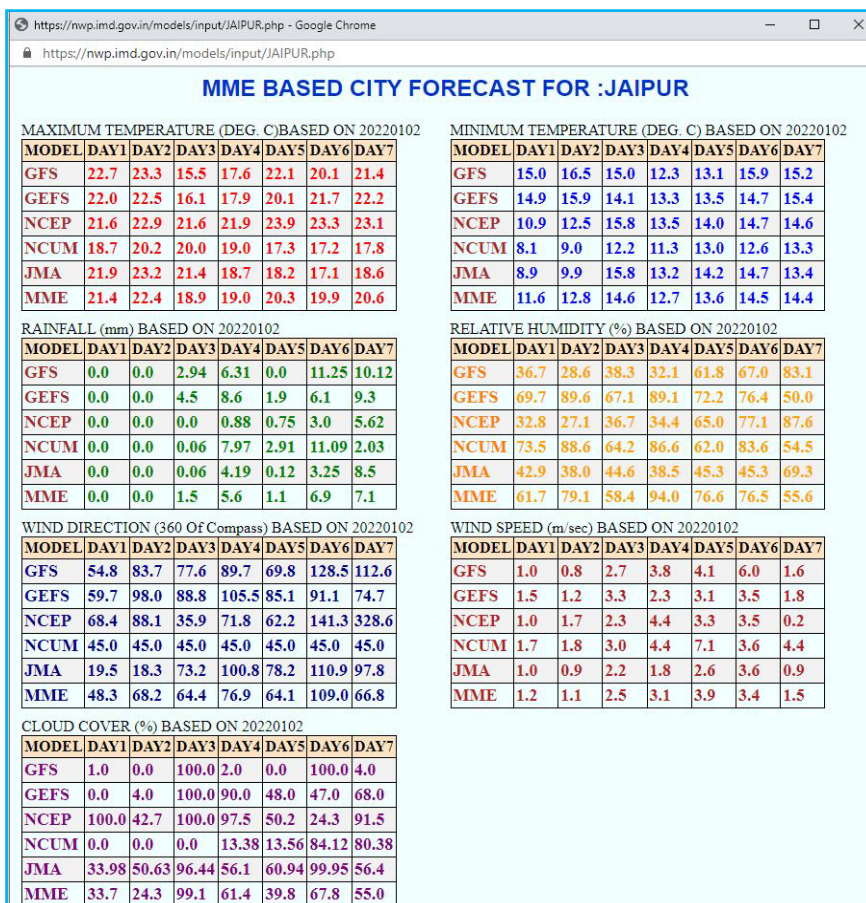 https://nwp.imd.gov.in/models/input/JAIPUR.php - Google Chrome
https://nwp.imd.gov.in/models/input/JAIPUR.php
MME BASED CITY FORECAST FOR :JAIPUR
MAXIMUM TEMPERATURE (DEG. C)BASED ON 20220102
MODEL DAY1 DAY2 DAY3 DAY4 DAY5 DAY6 DAY7
GFS 22.7 23.3 15.5 17.6 22.1 20.1 21.4
GEFS 22.0 22.5 16.1 17.9 20.1 21.7 22.2
NCEP 21.6 22.9 21.6 21.9 23.9 23.3 23.1
NCUM 18.7 20.2 20.0 19.0 17.3 17.2 17.8
JMA 21.9 23.2 21.4 18.7 18.2 17.1 18.6
MME 21.4 22.4 18.9 19.0 20.3 19.9 20.6
MINIMUM TEMPERATURE (DEG. C) BASED ON 20220102
MODEL DAY1 DAY2 DAY3 DAY4 DAY5 DAY6 DAY7
GFS 15.0 16.5 15.0 12.3 13.1 15.9 15.2
GEFS 14.9 15.9 14.1 13.3 13.5 14.7 15.4
NCEP 10.9 12.5 15.8 13.5 14.0 14.7 14.6
NCUM 8.1 9.0 12.2 11.3 13.0 12.6 13.3
JMA 8.9 9.9 15.8 13.2 14.2 14.7 13.4
MME 11.6 12.8 14.6 12.7 13.6 14.5 14.4
RAINFALL (mm) BASED ON 20220102
MODEL DAY1 DAY2 DAY3 DAY4 DAY5 DAY6 DAY7
GFS 0.0 0.0 2.94 6.31 0.0 11.25 10.12
GEFS 0.0 0.0 4.5 8.6 1.9 6.1 9.3
NCEP 0.0 0.0 0.0 0.88 0.75 3.0 5.62
NCUM 0.0 0.0 0.06 7.97 2.91 11.09 2.03
JMA 0.0 0.0 0.06 4.19 0.12 3.25 8.5
MME 0.0 0.0 1.5 5.6 1.1 6.9 7.1
RELATIVE HUMIDITY (%) BASED ON 20220102
MODEL DAY1 DAY2 DAY3 DAY4 DAY5 DAY6 DAY7
GFS 36.7 28.6 38.3 32.1 61.8 67.0 83.1
GEFS 69.7 89.6 67.1 89.1 72.2 76.4 50.0
NCEP 32.8 27.1 36.7 34.4 65.0 77.1 87.6
NCUM 73.5 88.6 64.2 86.6 62.0 83.6 54.5
JMA 42.9 38.0 44.6 38.5 45.3 45.3 69.3
MME 61.7 79.1 58.4 94.0 76.6 76.5 55.6
WIND DIRECTION (360 Of Compass) BASED ON 20220102
MODEL DAY1 DAY2 DAY3 DAY4 DAY5 DAY6 DAY7
GFS 54.8 83.7 77.6 89.7 69.8 128.5 112.6
GEFS 59.7 98.0 88.8 105.5 85.1 91.1 74.7
NCEP 68.4 88.1 35.9 71.8 62.2 141.3 328.6
NCUM 45.0 45.0 45.0 45.0 45.0 45.0 45.0
JMA 19.5 18.3 73.2 100.8 78.2 110.9 97.8
MME 48.3 68.2 64.4 76.9 64.1 109.0 66.8
WIND SPEED (m/sec) BASED ON 20220102
MODEL DAY1 DAY2 DAY3 DAY4 DAY5 DAY6 DAY7
GFS 1.0 0.8 2.7 3.8 4.1 6.0 1.6
GEFS 1.5 1.2 3.3 2.3 3.1 3.5 1.8
NCEP 1.0 1.7 2.3 4.4 3.3 3.5 0.2
NCUM 1.7 1.8 3.0 4.4 7.1 3.6 4.4
JMA 1.0 0.9 2.2 1.8 2.6 3.6 0.9
MME 1.2 1.1 2.5 3.1 3.9 3.4 1.5
CLOUD COVER (%) BASED ON 20220102
MODEL DAY1 DAY2 DAY3 DAY4 DAY5 DAY6 DAY7
GFS 1.0 0.0 100.0 2.0 0.0 100.0 4.0
GEFS 0.0 4.0 100.0 90.0 48.0 47.0 68.0
NCEP 100.0 42.7 100.0 97.5 50.2 24.3 91.5
NCUM 0.0 0.0 0.0 13.38 13.56 84.12 80.38
JMA 33.98 50.63 96.44 56.1 60.94 99.95 56.4
MME 33.7 24.3 99.1 61.4 39.8 67.8 55.0